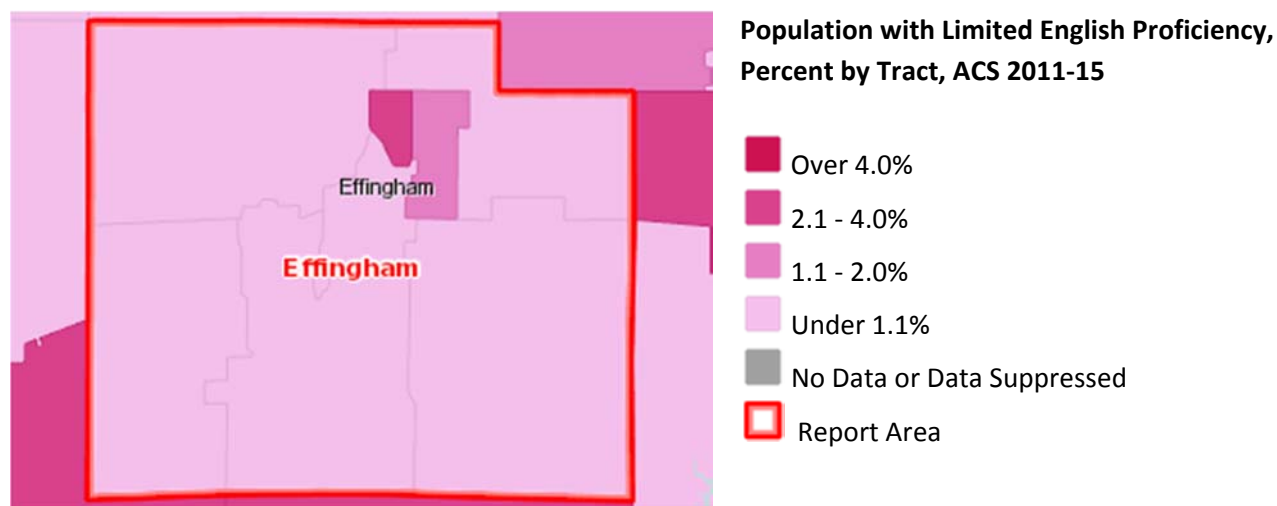 Population with Limited English Proficiency,
Percent by Tract, ACS 2011-15
Over 4.0%
2.1 - 4.0%
1.1 - 2.0%
Under 1.1%
No Data or Data Suppressed
Report Area
Effingham
Effingham